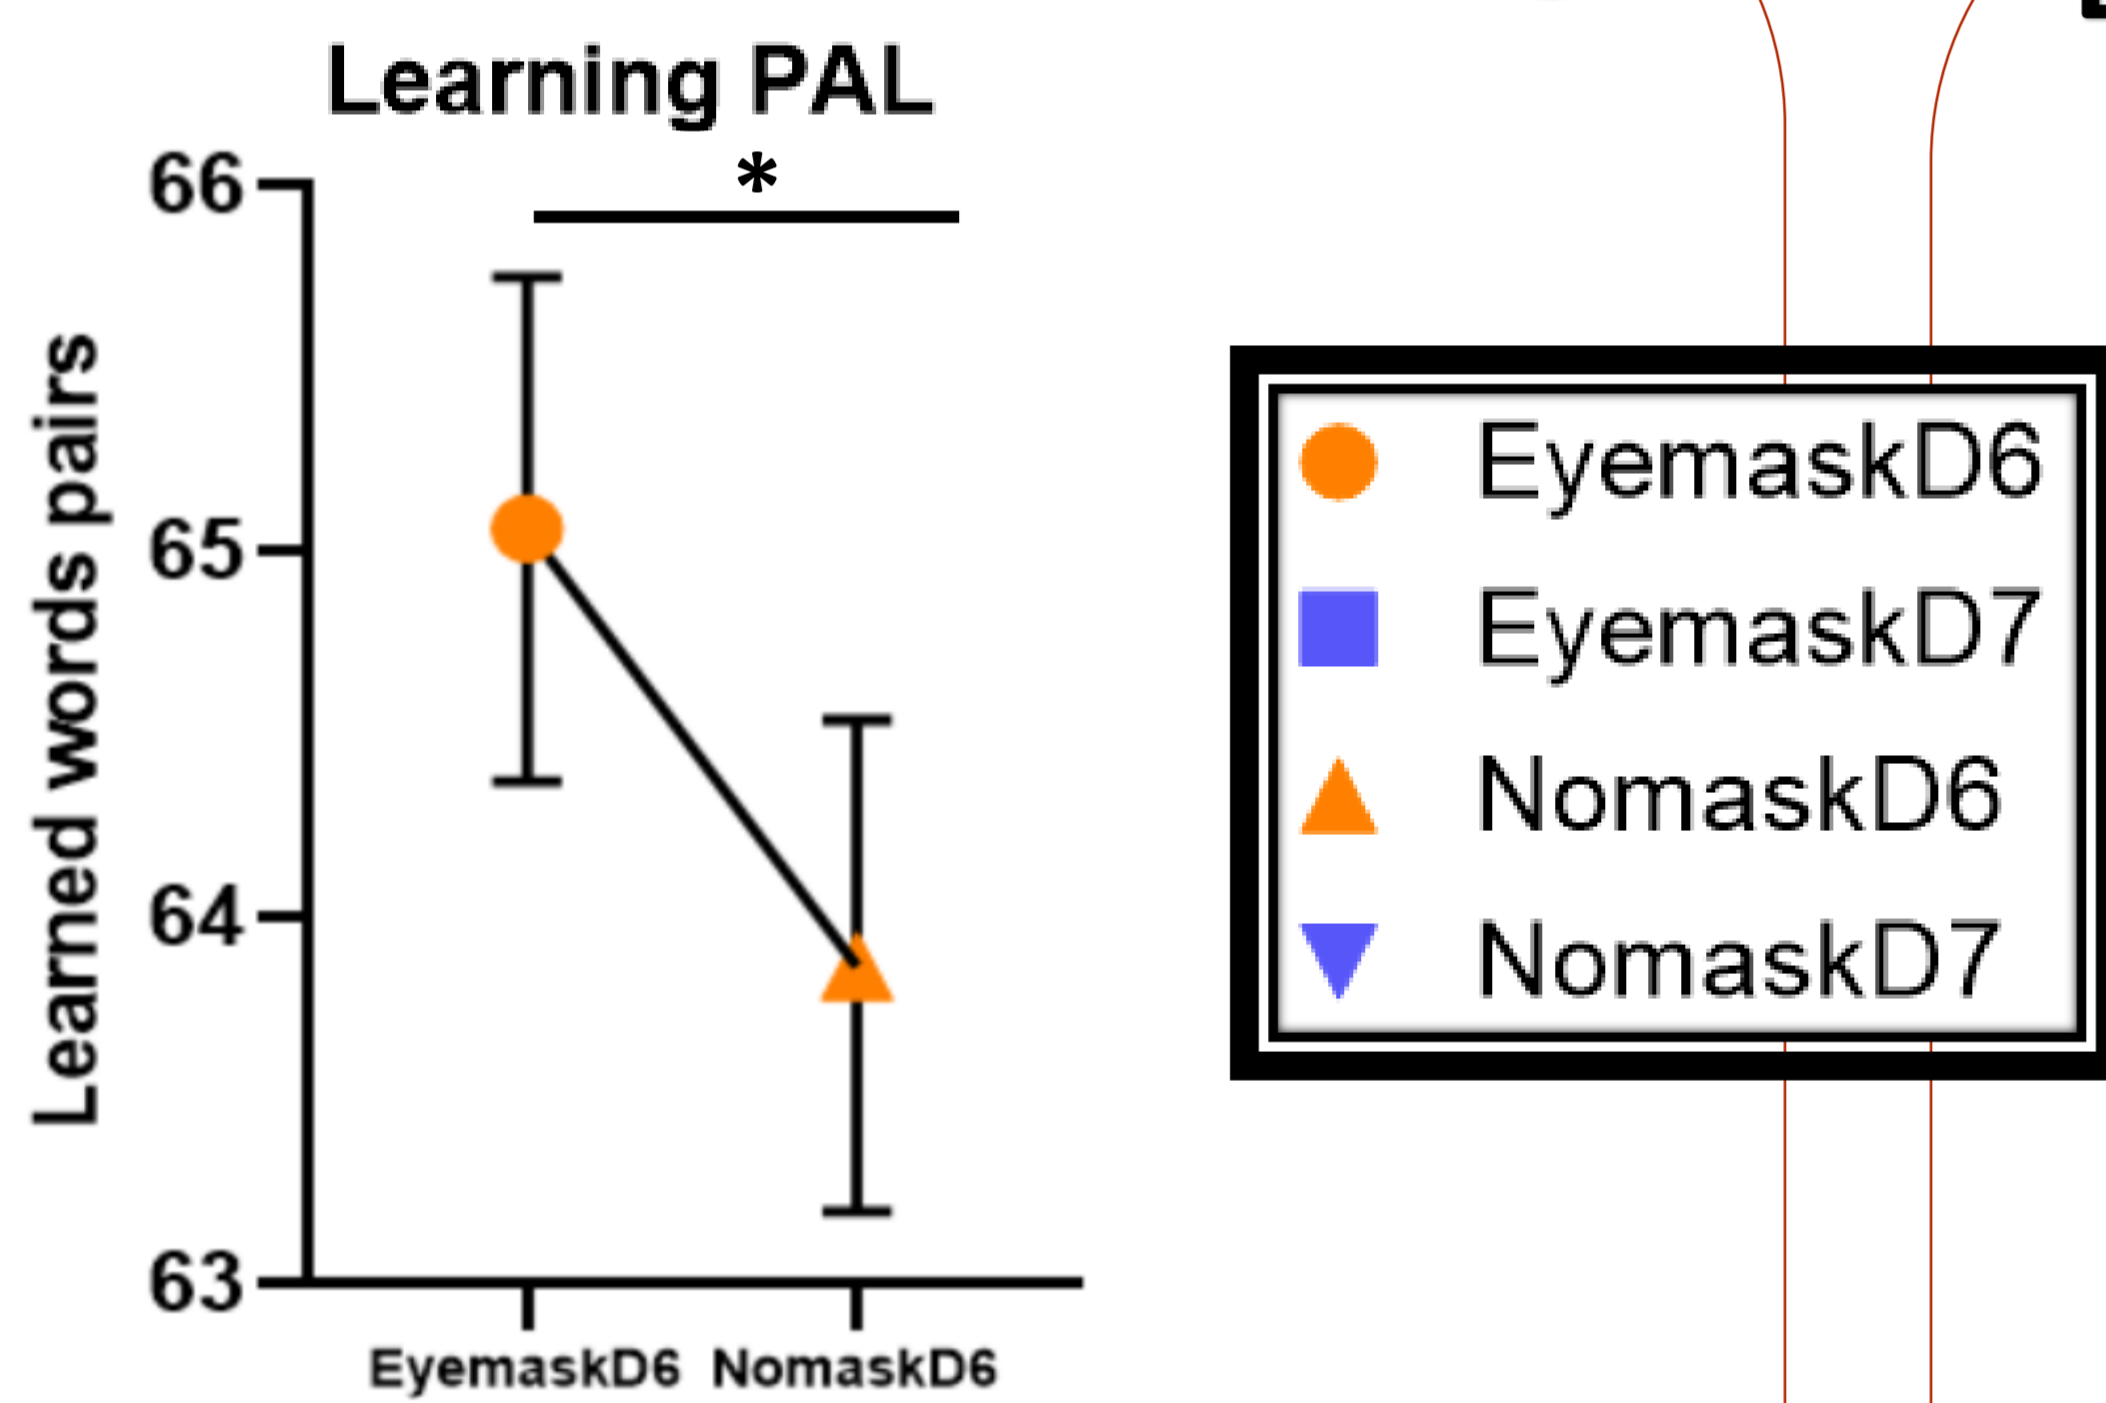 Learning PAL
*
66
65
64
63
Learned words pairs
EyemaskD6 NomaskD6
EyemaskD6
EyemaskD7
NomaskD6
NomaskD7